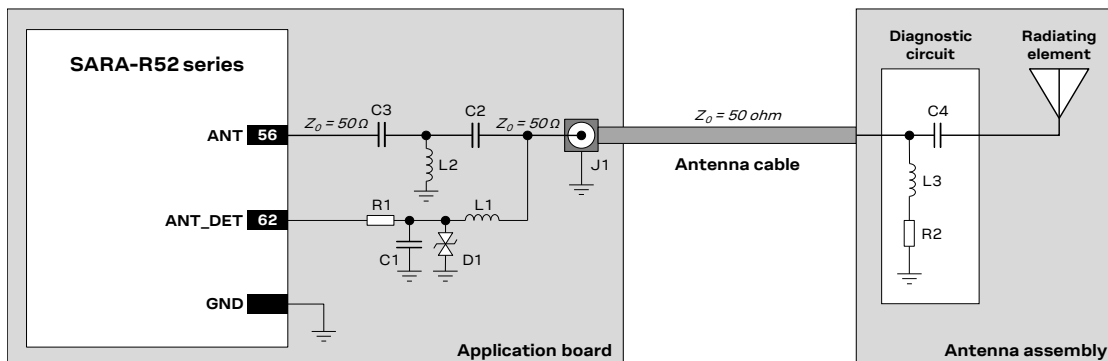 SARA-R52 series
ANT 56
ANT_DET 62
GND
Z0 = 50 Ω
C3
C2
Z0 = 50 Ω
L2
J1
R1
L1
C1
D1
Application board
Z0 = 50 ohm
Antenna cable
Diagnostic
circuit
Radiating
element
C4
L3
R2
Antenna assembly